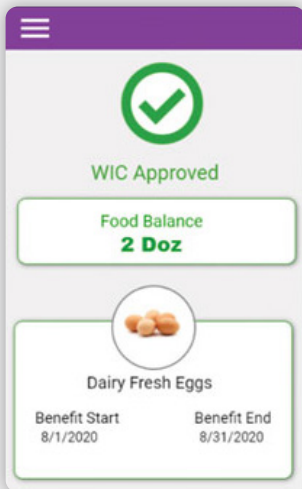 WIC Approved
Food Balance
2 Doz
Dairy Fresh Eggs
Benefit Start Benefit End
8/1/2020 8/31/2020